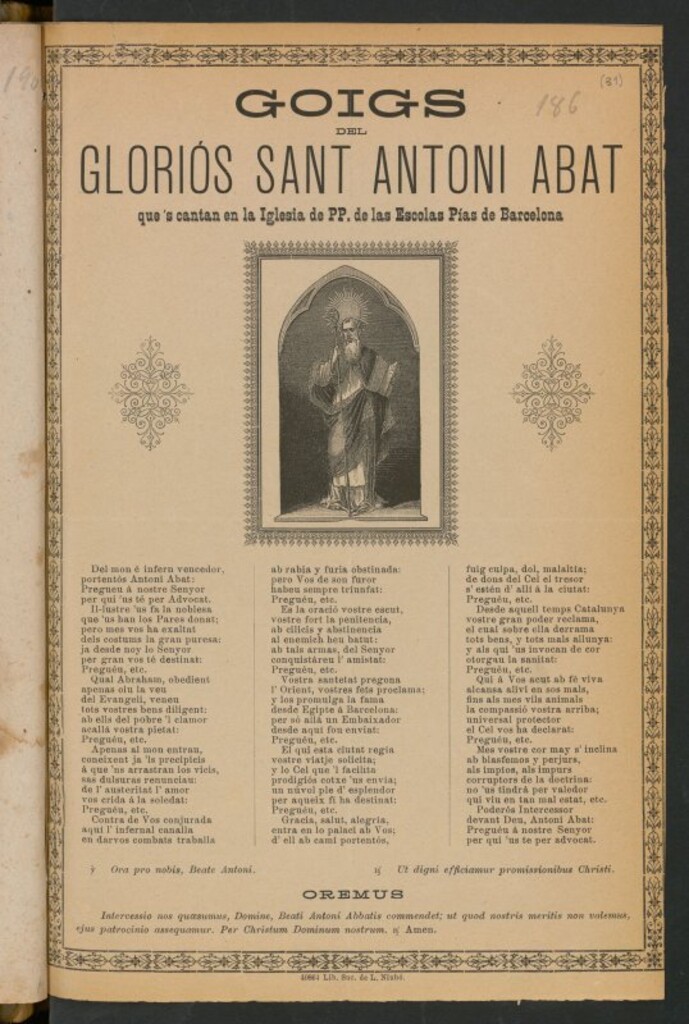 (31)
186
GOIGS
DEL
GLORIÓS SANT ANTONI ABAT
que 's cantan en la Iglesia de PP. de las Escolas Pías de Barcelona
Del mon é infern vencedor,
portentós Antoni Abat:
Pregueu á nostre Senyor
per qui 'us té per Advocat.
Il-lustre 'us fa la noblesa
que 'us han los Pares donat;
pero mes vos ha exaltat
dels costums la gran puresa:
ja desde noy lo Senyor
per gran vos té destinat:
Preguéu, etc.
Qual Abraham, obedient
apenas oiu la veu
del Evangeli, veneu
tots vostres bens diligent:
ab ells del pobre 'l clamor
acallá vostra pietat:
Preguéu, etc.
Apenas al mon entrau,
coneixent ja 'ls precipicis
á que 'ns arrastran los vicis,
sas dulsuras renunciau:
de l' austeritat l' amor
vos crida á la soledat:
Preguéu, etc.
Contra de Vos conjurada
aquí l' infernal canalla
en darvos combats traballa
ab rabia y furia obstinada:
pero Vos de son furor
habeu sempre triunfat:
Preguéu, etc.
Es la oració vostre escut,
vostre fort la penitencia,
ab cilicis y abstinencia
al enemich heu batut:
ab tals armas, del Senyor
conquistáreu l' amistat:
Preguéu, etc.
Vostra santetat pregona
l' Orient, vostres fets proclama;
y los promulga la fama
desde Egipte á Barcelona:
per só allá un Embaixador
desde aquí fou enviat:
Preguéu, etc.
El qui esta ciutat regía
vostre viatje solicita;
y lo Cel que 'l facilita
prodigiós cotxe 'us envia;
un núvol ple d' esplendor
per aqueix fi ha destinat:
Preguéu, etc.
Gracia, salut, alegría,
entra en lo palaci ab Vos;
d' ell ab camí portentós,
fuig culpa, dol, malaltía;
de dons del Cel el tresor
s' estén d' allí á la ciutat:
Preguéu, etc.
Desde aquell temps Catalunya
vostre gran poder reclama,
el cual sobre ella derrama
tots bens, y tots mals allunya:
y als qui 'us invocan de cor
otorgau la sanitat:
Preguéu, etc.
Qui á Vos acut ab fé viva
alcansa alivi en sos mals,
fins als mes vils animals
la compassió vostra arriba;
universal protector
el Cel vos ha declarat:
Preguéu, etc.
Mes vostre cor may s' inclina
ab blasfemos y perjurs,
als impíos, als impurs
corruptors de la doctrina:
no 'us tindrá per valedor
qui viu en tan mal estat, etc.
Poderós Intercessor
devant Deu, Antoni Abat:
Preguéu á nostre Senyor
per qui 'us te per advocat.
℣ Ora pro nobis, Beate Antoni. ℟ Ut digni efficiamur promissionibus Christi.
OREMUS
Intercessio nos quæsumus, Domine, Beati Antoni Abbatis commendet; ut quod nostris meritis non valemus,
ejus patrocinio assequamur. Per Christum Dominum nostrum. ℟ Amen.
Lib. Suc. de L. Niubó.